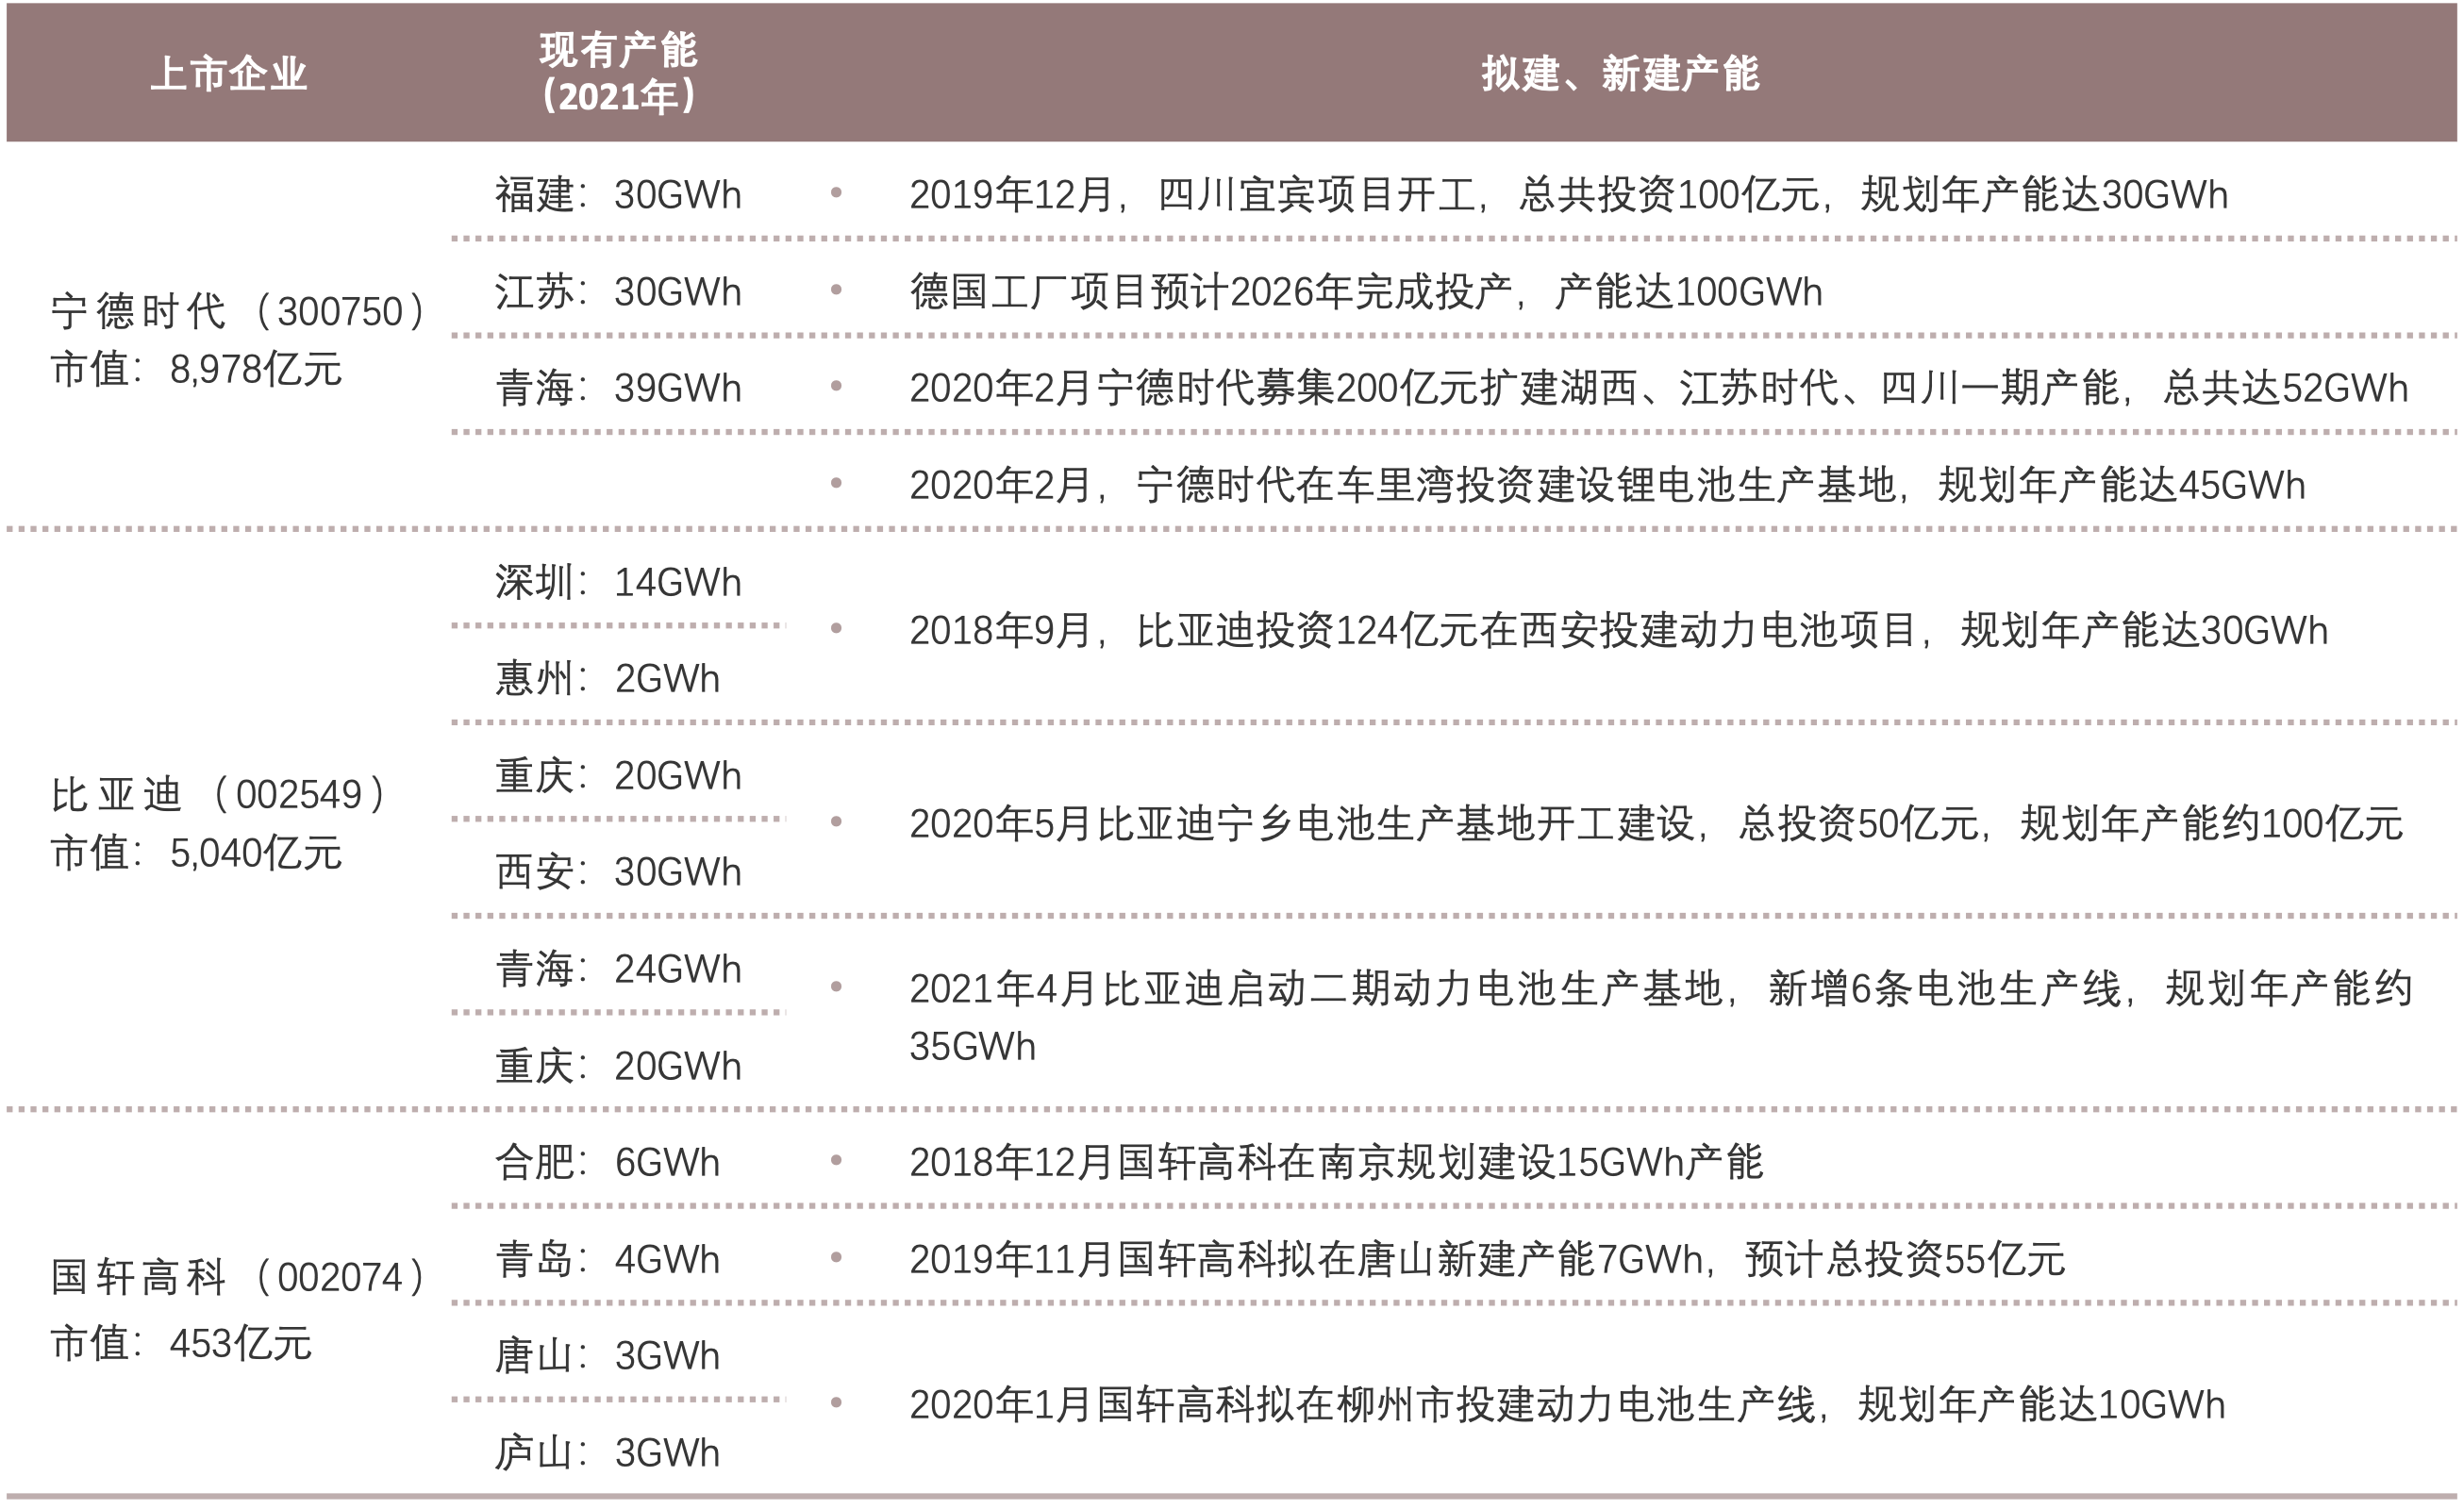 上市企业
现有产能
(2021年)
拟建、新建产能
宁德时代（300750）
市值：8,978亿元
福建：30GWh
• 2019年12月，四川宜宾项目开工，总共投资100亿元，规划年产能达30GWh
江苏：30GWh
• 德国工厂项目预计2026年完成投产，产能达100GWh
青海：39GWh
• 2020年2月宁德时代募集200亿元扩建湖西、江苏时代、四川一期产能，总共达52GWh
• 2020年2月，宁德时代在车里湾投资建设锂电池生产基地，规划年产能达45GWh
比亚迪（002549）
市值：5,040亿元
深圳：14GWh
惠州：2GWh
• 2018年9月，比亚迪投资124亿元在西安投建动力电池项目，规划年产能达30GWh
重庆：20GWh
西安：30GWh
• 2020年5月比亚迪宁乡电池生产基地开工建设，总投资50亿元，规划年产能约100亿元
青海：24GWh
重庆：20GWh
• 2021年4月比亚迪启动二期动力电池生产基地，新增6条电池生产线，规划年产能约
35GWh
国轩高科（002074）
市值：453亿元
合肥：6GWh
• 2018年12月国轩高科在南京规划建设15GWh产能
青岛：4GWh
• 2019年11月国轩高科拟在唐山新建产能7GWh，预计总投资55亿元
唐山：3GWh
庐山：3GWh
• 2020年1月国轩高科拟在柳州市投建动力电池生产线，规划年产能达10GWh